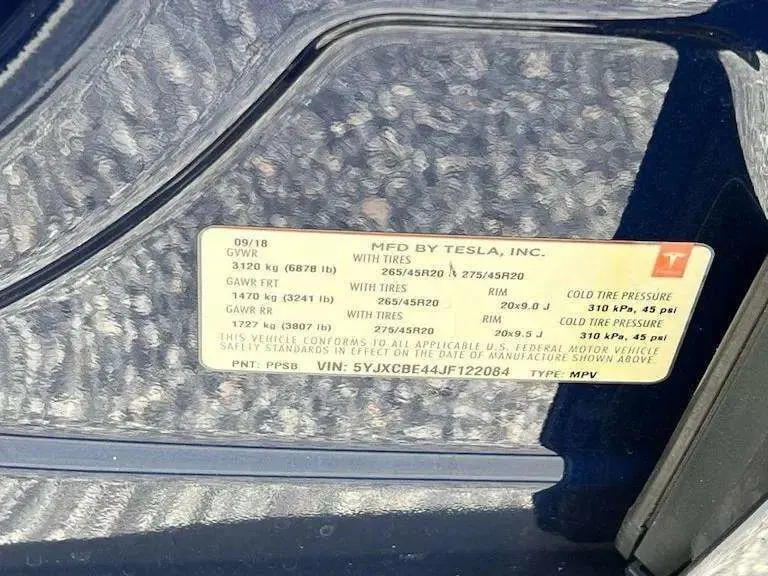 09/18 MFD BY TESLA, INC.
GVWR WITH TIRES
3120 kg (6878 lb) 265/45R20 & 275/45R20
GAWR FRT WITH TIRES RIM COLD TIRE PRESSURE
1470 kg (3241 lb) 265/45R20 20x9.0 J 310 kPa, 45 psi
GAWR RR WITH TIRES RIM COLD TIRE PRESSURE
1727 kg (3807 lb) 275/45R20 20x9.5 J 310 kPa, 45 psi
THIS VEHICLE CONFORMS TO ALL APPLICABLE U.S. FEDERAL MOTOR VEHICLE
SAFETY STANDARDS IN EFFECT ON THE DATE OF MANUFACTURE SHOWN ABOVE.
PNT: PPSB VIN: 5YJXCBE44JF122084 TYPE: MPV